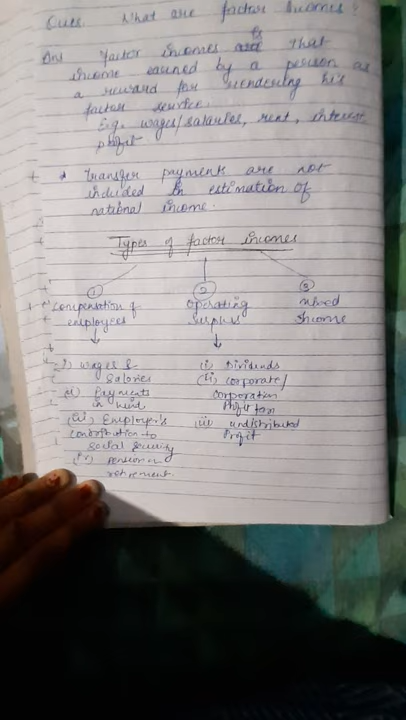 Ques. What are factor Incomes?
Ans Factor Incomes is that
income earned by a person as
a reward for rendering his
factor service.
E.g. wages/salaries, rent, interest
profit
* Transfer payments are not
included in estimation of
national income.
Types of factor incomes
① ② ③
compensation of employees
operating surplus
mixed Income
(i) wages & Salaries
(ii) Payments in kind
(iii) Employer's contribution to social security
(iv) Pension on retirement.
(i) Dividends
(ii) corporate/ corporation Profit tax
(iii) undistributed Profit